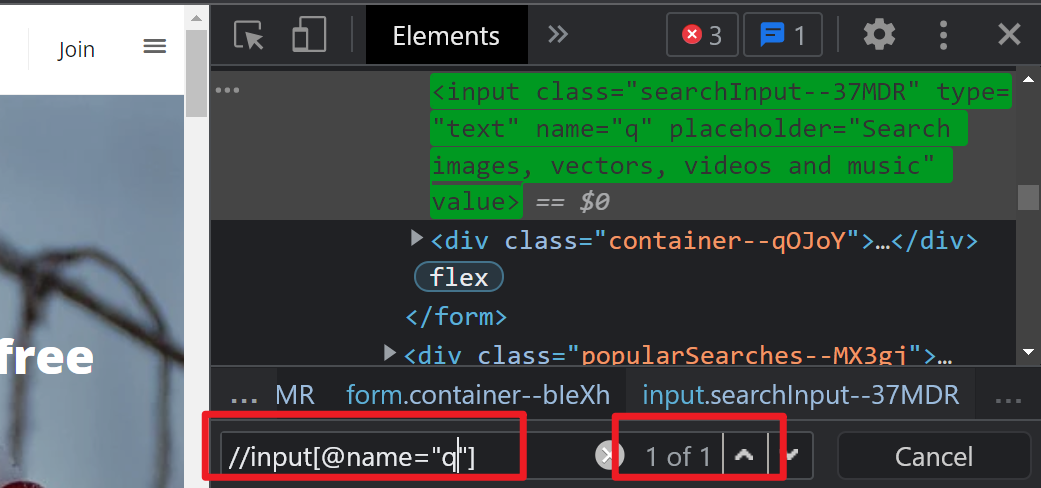 Join
free
Elements
3
1
<input class="searchInput--37MDR" type=
"text" name="q" placeholder="Search
images, vectors, videos and music"
value> == $0
<div class="container--qOJoY">…</div>
flex
</form>
<div class="popularSearches--MX3gj">…
... MR form.container--bleXh input.searchInput--37MDR ...
//input[@name="q"] 1 of 1 Cancel